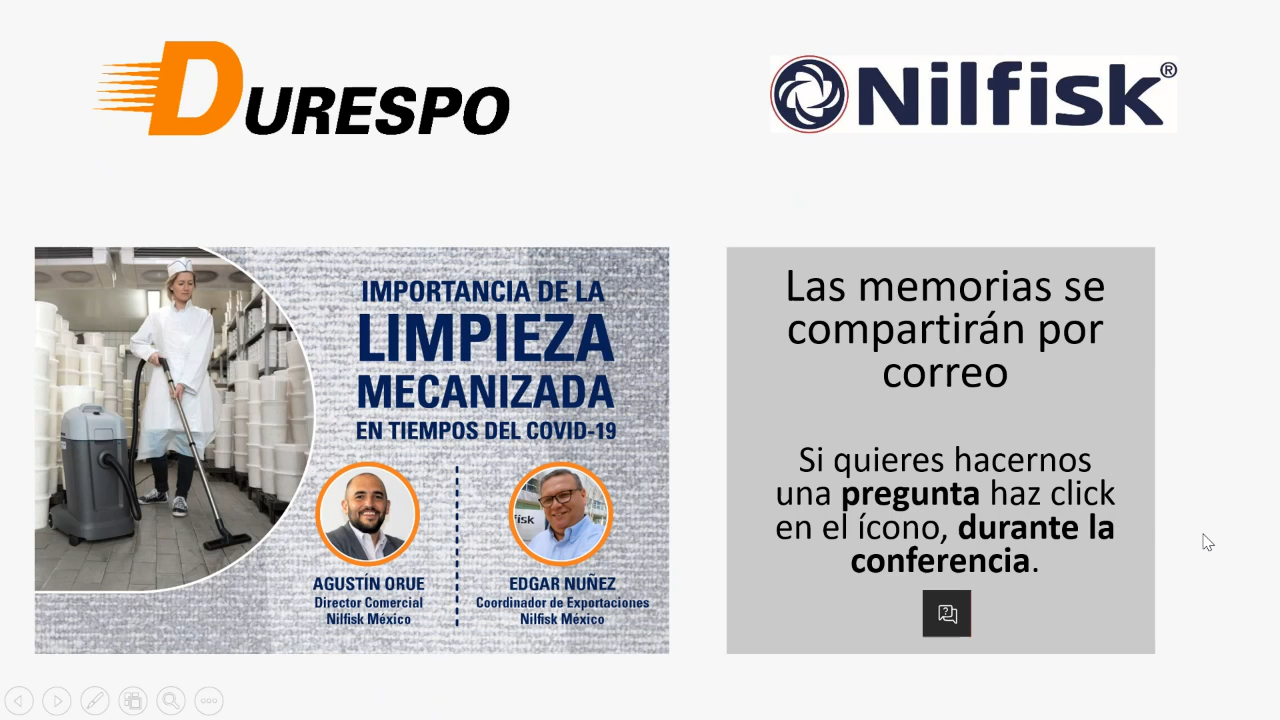 DURESPO
Nilfisk®
IMPORTANCIA DE LA
LIMPIEZA
MECANIZADA
EN TIEMPOS DEL COVID-19
fisk
AGUSTÍN ORUE
Director Comercial
Nilfisk México
EDGAR NUÑEZ
Coordinador de Exportaciones
Nilfisk México
Las memorias se
compartirán por
correo
Si quieres hacernos
una pregunta haz click
en el ícono, durante la
conferencia.
?